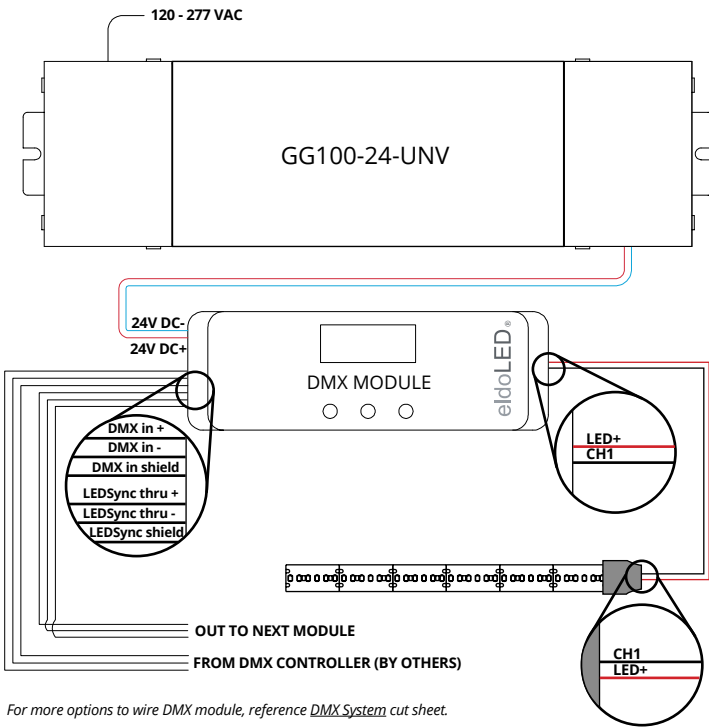 120 - 277 VAC
GG100-24-UNV
24V DC-
24V DC+
DMX MODULE
eldoLED®
DMX in +
DMX in -
DMX in shield
LEDSync thru +
LEDSync thru -
LEDSync shield
LED+
CH1
CH1
LED+
OUT TO NEXT MODULE
FROM DMX CONTROLLER (BY OTHERS)
For more options to wire DMX module, reference DMX System cut sheet.